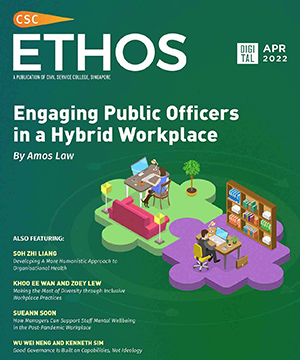 CSC
ETHOS
A PUBLICATION OF CIVIL SERVICE COLLEGE, SINGAPORE
DIGI
TAL
APR
2022
Engaging Public Officers
in a Hybrid Workplace
By Amos Law
ALSO FEATURING:
SOH ZHI LIANG
Developing A More Humanistic Approach to
Organisational Health
KHOO EE WAN AND ZOEY LEW
Making the Most of Diversity through Inclusive
Workplace Practices
SUEANN SOON
How Managers Can Support Staff Mental Wellbeing
in the Post-Pandemic Workplace
WU WEI NENG AND KENNETH SIM
Good Governance Is Built on Capabilities, Not Ideology